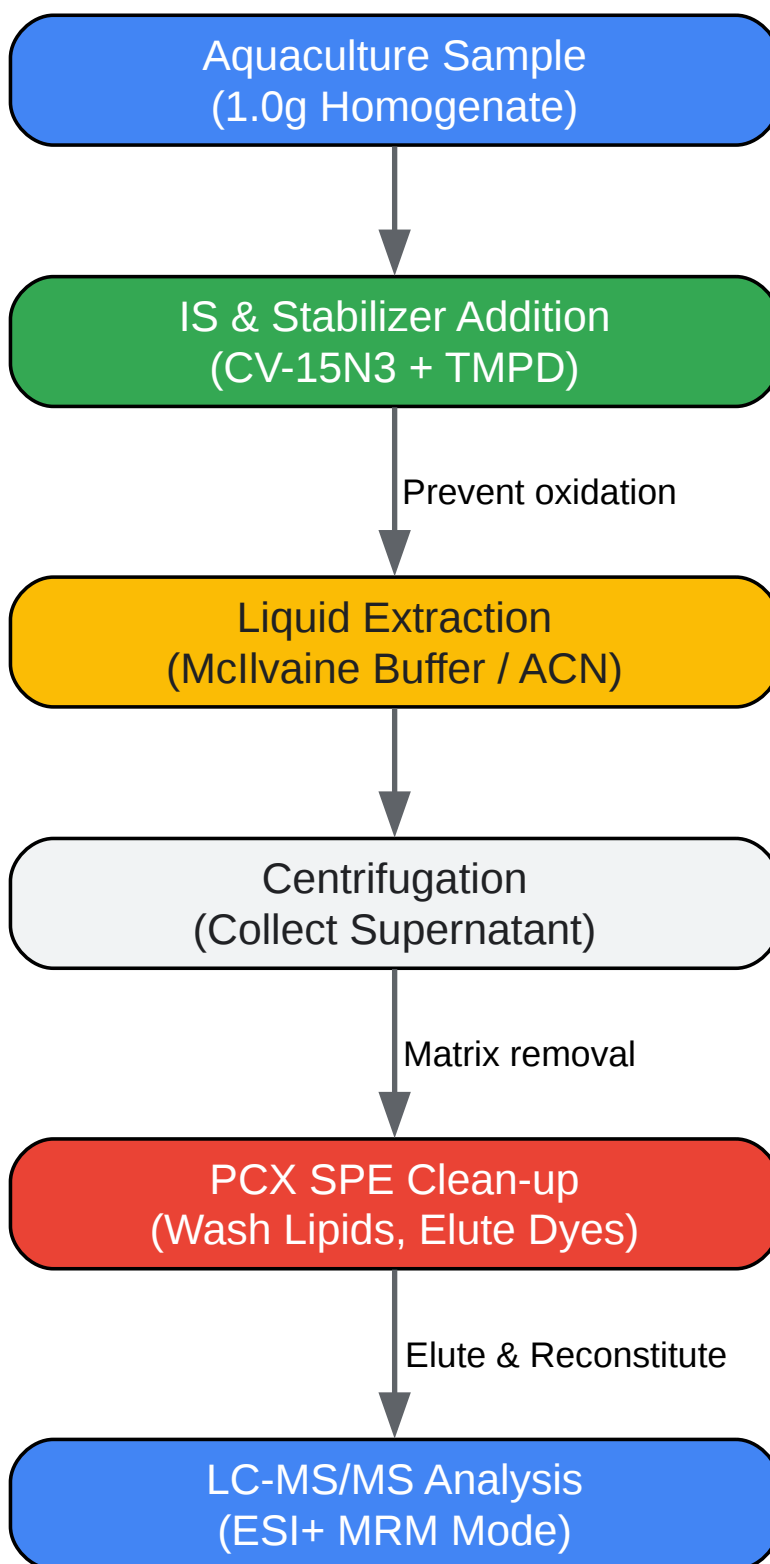 Aquaculture Sample
(1.0g Homogenate)
IS & Stabilizer Addition
(CV-15N3 + TMPD)
Prevent oxidation
Liquid Extraction
(McIlvaine Buffer / ACN)
Centrifugation
(Collect Supernatant)
Matrix removal
PCX SPE Clean-up
(Wash Lipids, Elute Dyes)
Elute & Reconstitute
LC-MS/MS Analysis
(ESI+ MRM Mode)